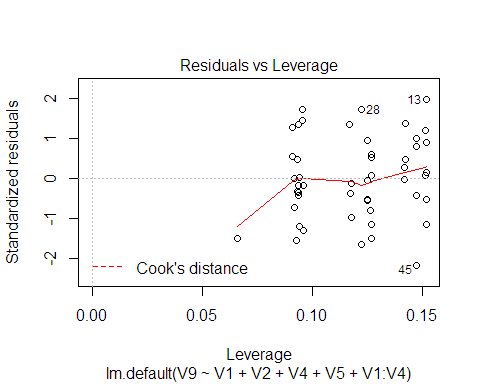 Residuals vs Leverage
Standardized residuals
2
1
0
-1
-2
13
28
45
Cook's distance
0.00 0.05 0.10 0.15
Leverage
lm.default(V9 ~ V1 + V2 + V4 + V5 + V1:V4)